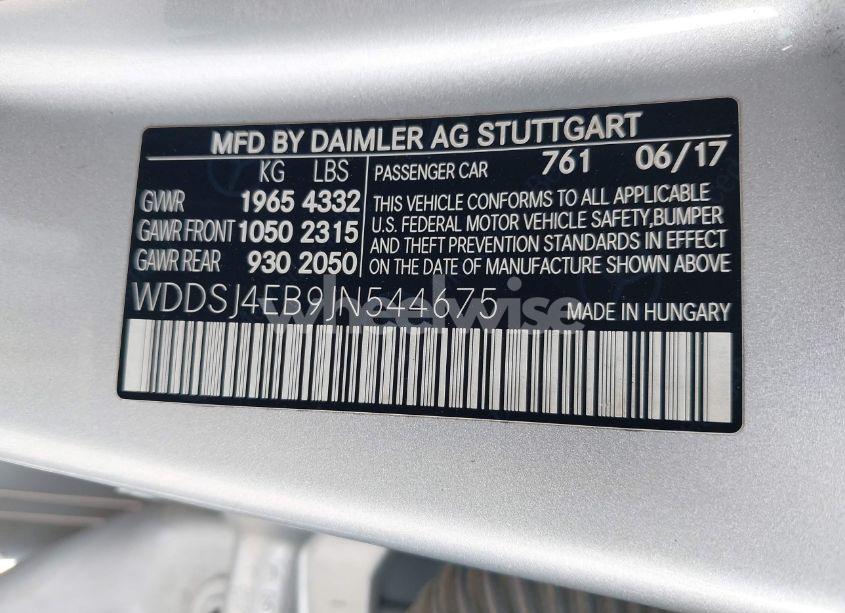 MFD BY DAIMLER AG STUTTGART
KG LBS
GVWR 1965 4332
GAWR FRONT 1050 2315
GAWR REAR 930 2050
PASSENGER CAR 761 06/17
THIS VEHICLE CONFORMS TO ALL APPLICABLE
U.S. FEDERAL MOTOR VEHICLE SAFETY,BUMPER
AND THEFT PREVENTION STANDARDS IN EFFECT
ON THE DATE OF MANUFACTURE SHOWN ABOVE
WDDSJ4EB9JN544675
MADE IN HUNGARY
wheelwise